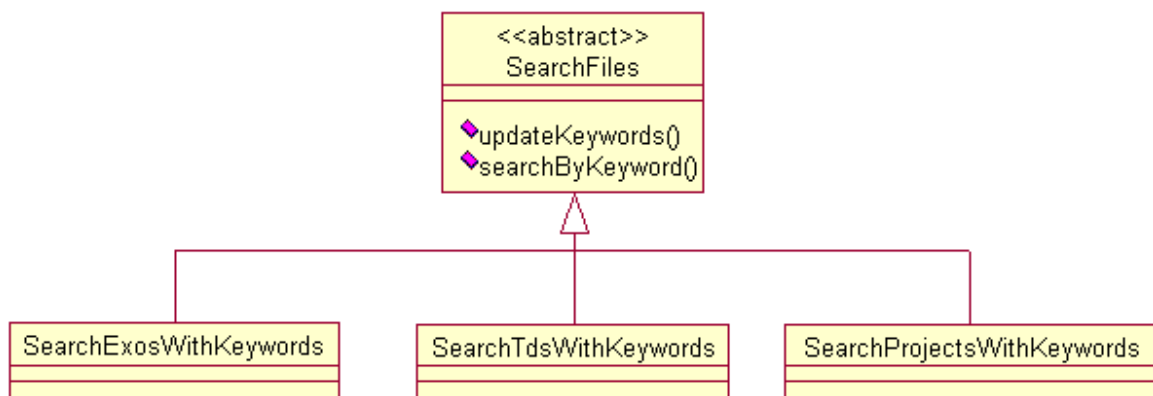 <<abstract>>
SearchFiles
updateKeywords()
searchByKeyword()
SearchExosWithKeywords
SearchTdsWithKeywords
SearchProjectsWithKeywords